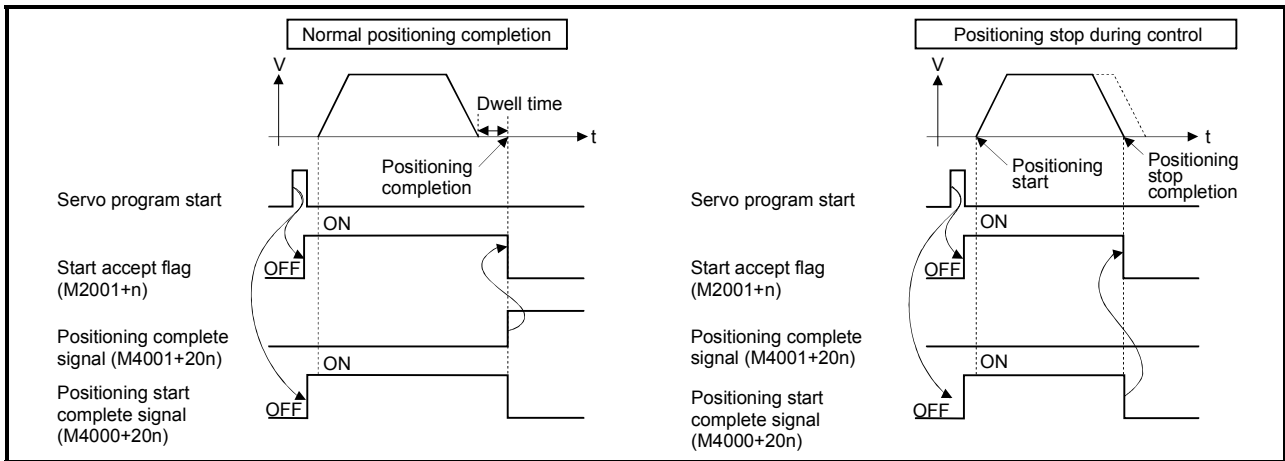 Normal positioning completion
V
Dwell time
t
Positioning
completion
Servo program start
ON
OFF
Start accept flag
(M2001+n)
Positioning complete
signal (M4001+20n)
ON
OFF
Positioning start
complete signal
(M4000+20n)
Positioning stop during control
V
t
Positioning
start
Positioning
stop
completion
Servo program start
ON
OFF
Start accept flag
(M2001+n)
Positioning complete
signal (M4001+20n)
ON
OFF
Positioning start
complete signal
(M4000+20n)